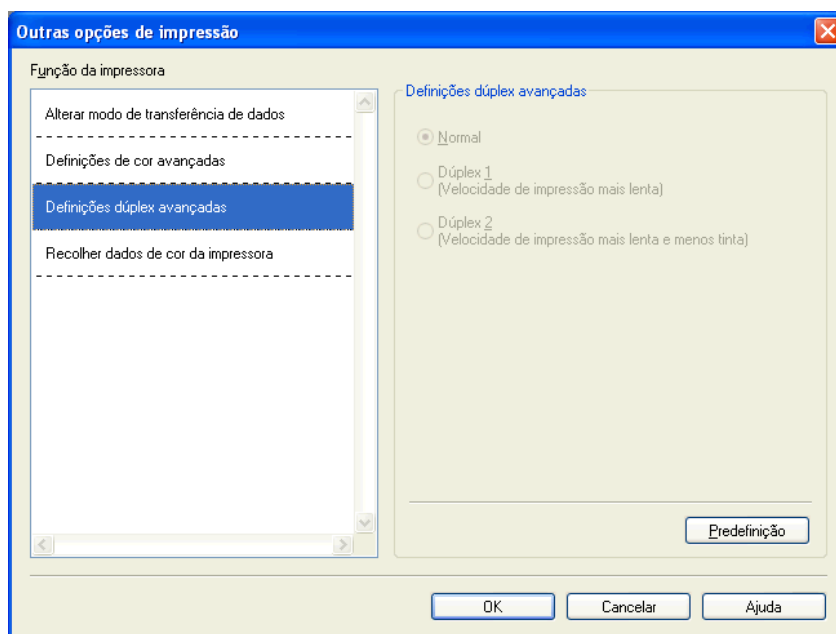 Outras opções de impressão
Função da impressora
Alterar modo de transferência de dados
Definições de cor avançadas
Definições dúplex avançadas
Recolher dados de cor da impressora
Definições dúplex avançadas
Normal
Dúplex 1
(Velocidade de impressão mais lenta)
Dúplex 2
(Velocidade de impressão mais lenta e menos tinta)
Predefinição
OK
Cancelar
Ajuda